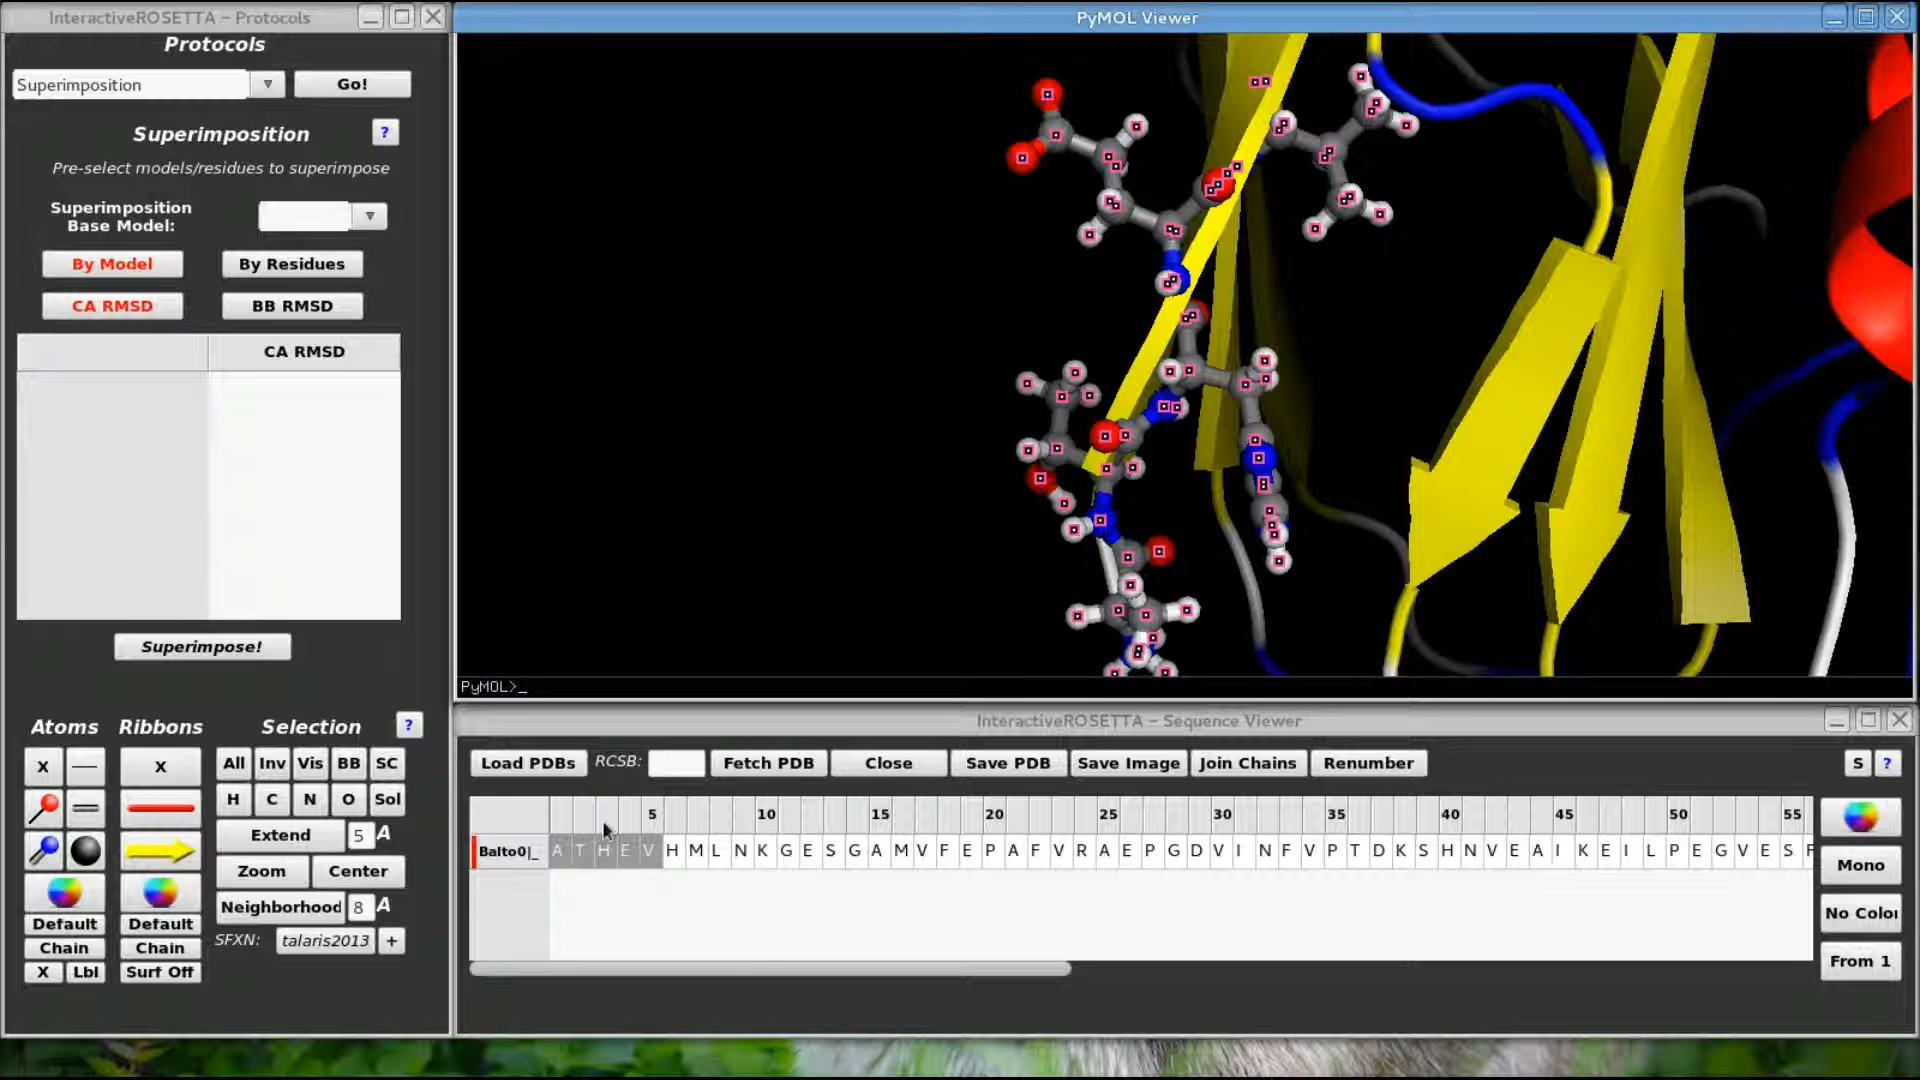 InteractiveROSETTA – Protocols
Protocols
Superimposition
Go!
Superimposition
?
Pre-select models/residues to superimpose
Superimposition
Base Model:
By Model
By Residues
CA RMSD
BB RMSD
CA RMSD
Superimpose!
Atoms
Ribbons
Selection
?
X
X
All
Inv
Vis
BB
SC
H
C
N
O
Sol
Extend
5
A
Zoom
Center
Neighborhood
8
A
Default
Default
SFXN:
talaris2013
+
Chain
Chain
X
Lbl
Surf Off
PyMOL Viewer
PyMOL>_
InteractiveROSETTA – Sequence Viewer
Load PDBs
RCSB:
Fetch PDB
Close
Save PDB
Save Image
Join Chains
Renumber
S
?
5 10 15 20 25 30 35 40 45 50 55
Balto0|_ A T H E V H M L N K G E S G A M V F E P A F V R A E P G D V I N F V P T D K S H N V E A I K E I L P E G V E S F
Mono
No Color
From 1